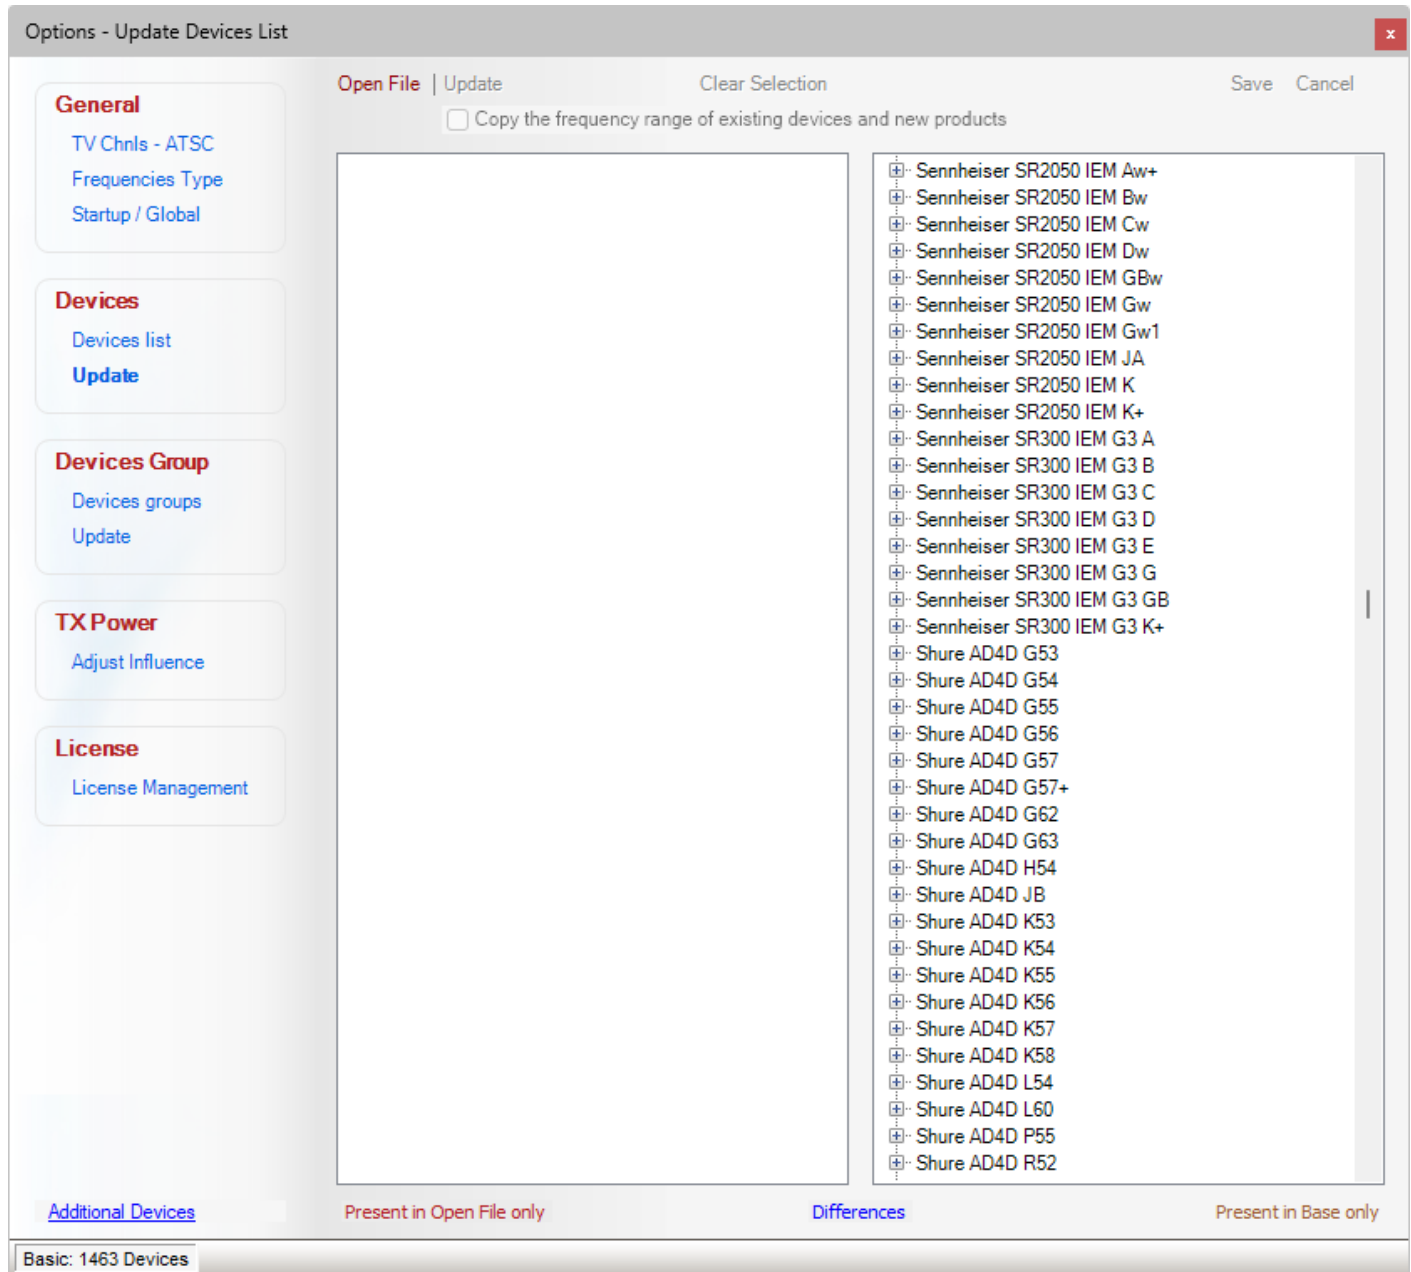 Options - Update Devices List
x
General
TV Chnls - ATSC
Frequencies Type
Startup / Global
Devices
Devices list
Update
Devices Group
Devices groups
Update
TX Power
Adjust Influence
License
License Management
Additional Devices
Open File | Update Clear Selection Save Cancel
Copy the frequency range of existing devices and new products
Sennheiser SR2050 IEM Aw+
Sennheiser SR2050 IEM Bw
Sennheiser SR2050 IEM Cw
Sennheiser SR2050 IEM Dw
Sennheiser SR2050 IEM GBw
Sennheiser SR2050 IEM Gw
Sennheiser SR2050 IEM Gw1
Sennheiser SR2050 IEM JA
Sennheiser SR2050 IEM K
Sennheiser SR2050 IEM K+
Sennheiser SR300 IEM G3 A
Sennheiser SR300 IEM G3 B
Sennheiser SR300 IEM G3 C
Sennheiser SR300 IEM G3 D
Sennheiser SR300 IEM G3 E
Sennheiser SR300 IEM G3 G
Sennheiser SR300 IEM G3 GB
Sennheiser SR300 IEM G3 K+
Shure AD4D G53
Shure AD4D G54
Shure AD4D G55
Shure AD4D G56
Shure AD4D G57
Shure AD4D G57+
Shure AD4D G62
Shure AD4D G63
Shure AD4D H54
Shure AD4D JB
Shure AD4D K53
Shure AD4D K54
Shure AD4D K55
Shure AD4D K56
Shure AD4D K57
Shure AD4D K58
Shure AD4D L54
Shure AD4D L60
Shure AD4D P55
Shure AD4D R52
Present in Open File only Differences Present in Base only
Basic: 1463 Devices